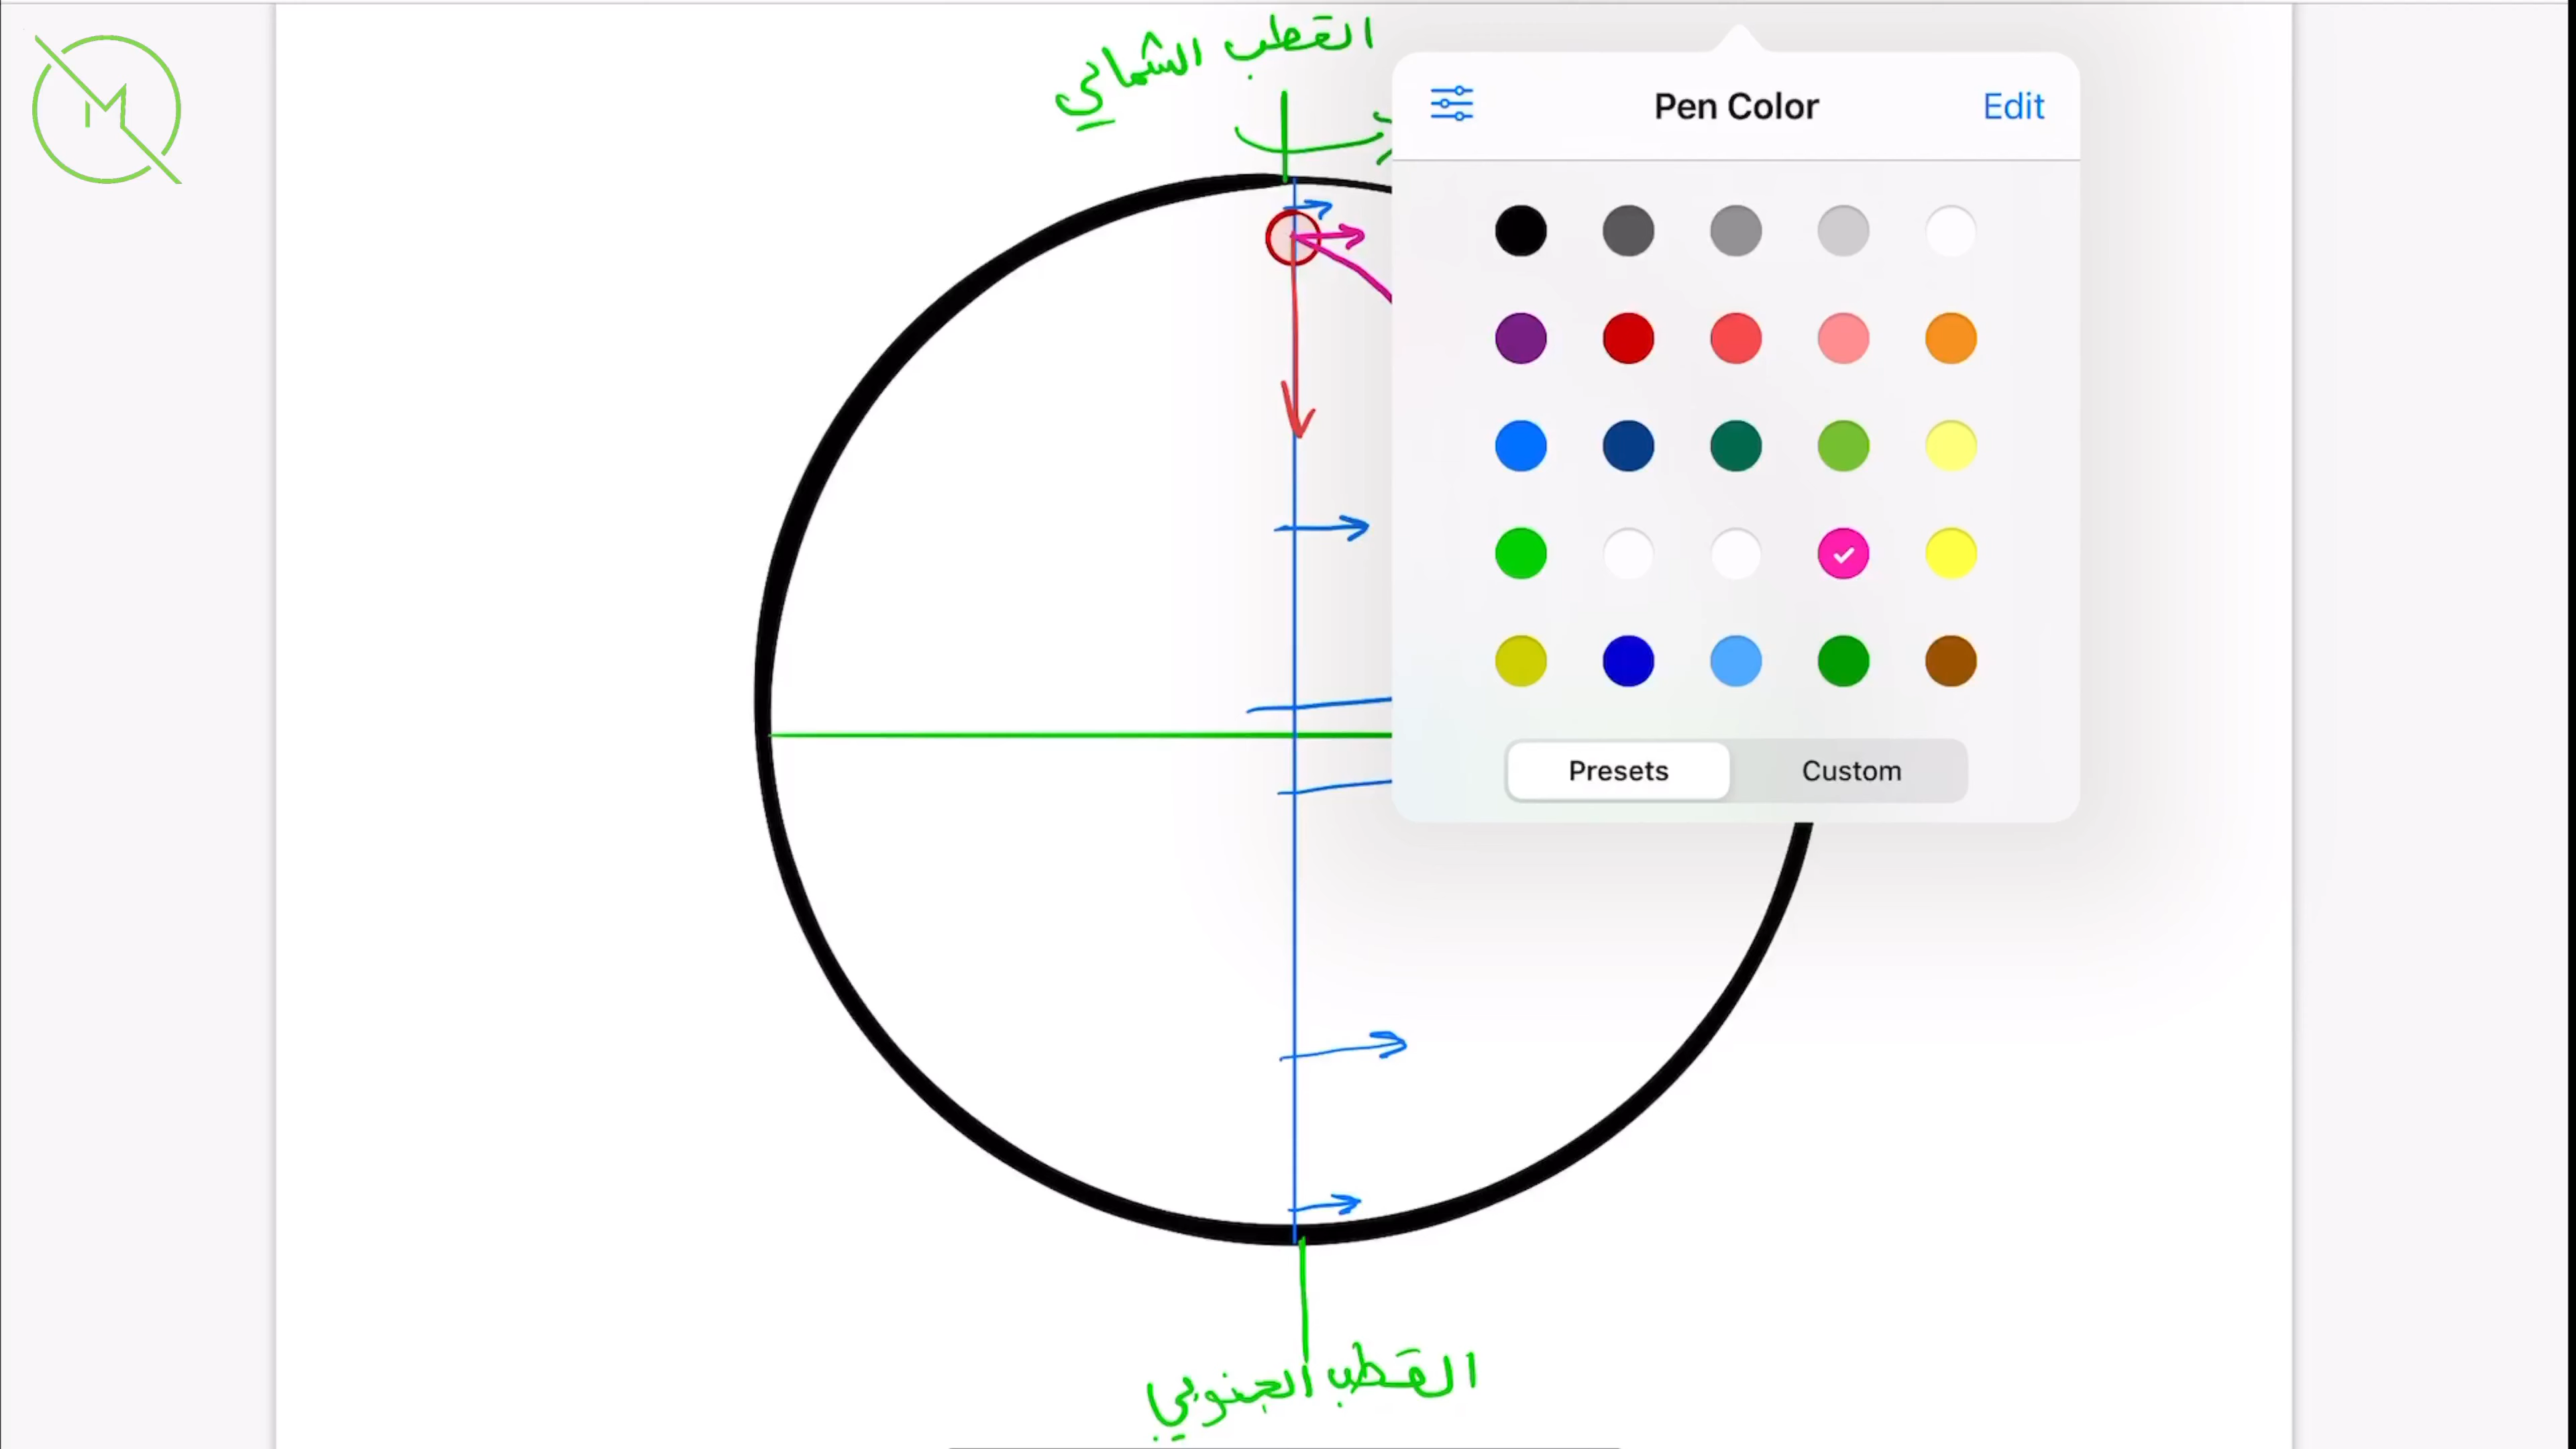 القطب الشمالي
M
Pen Color
Edit
Presets
Custom
القطب الجنوبي